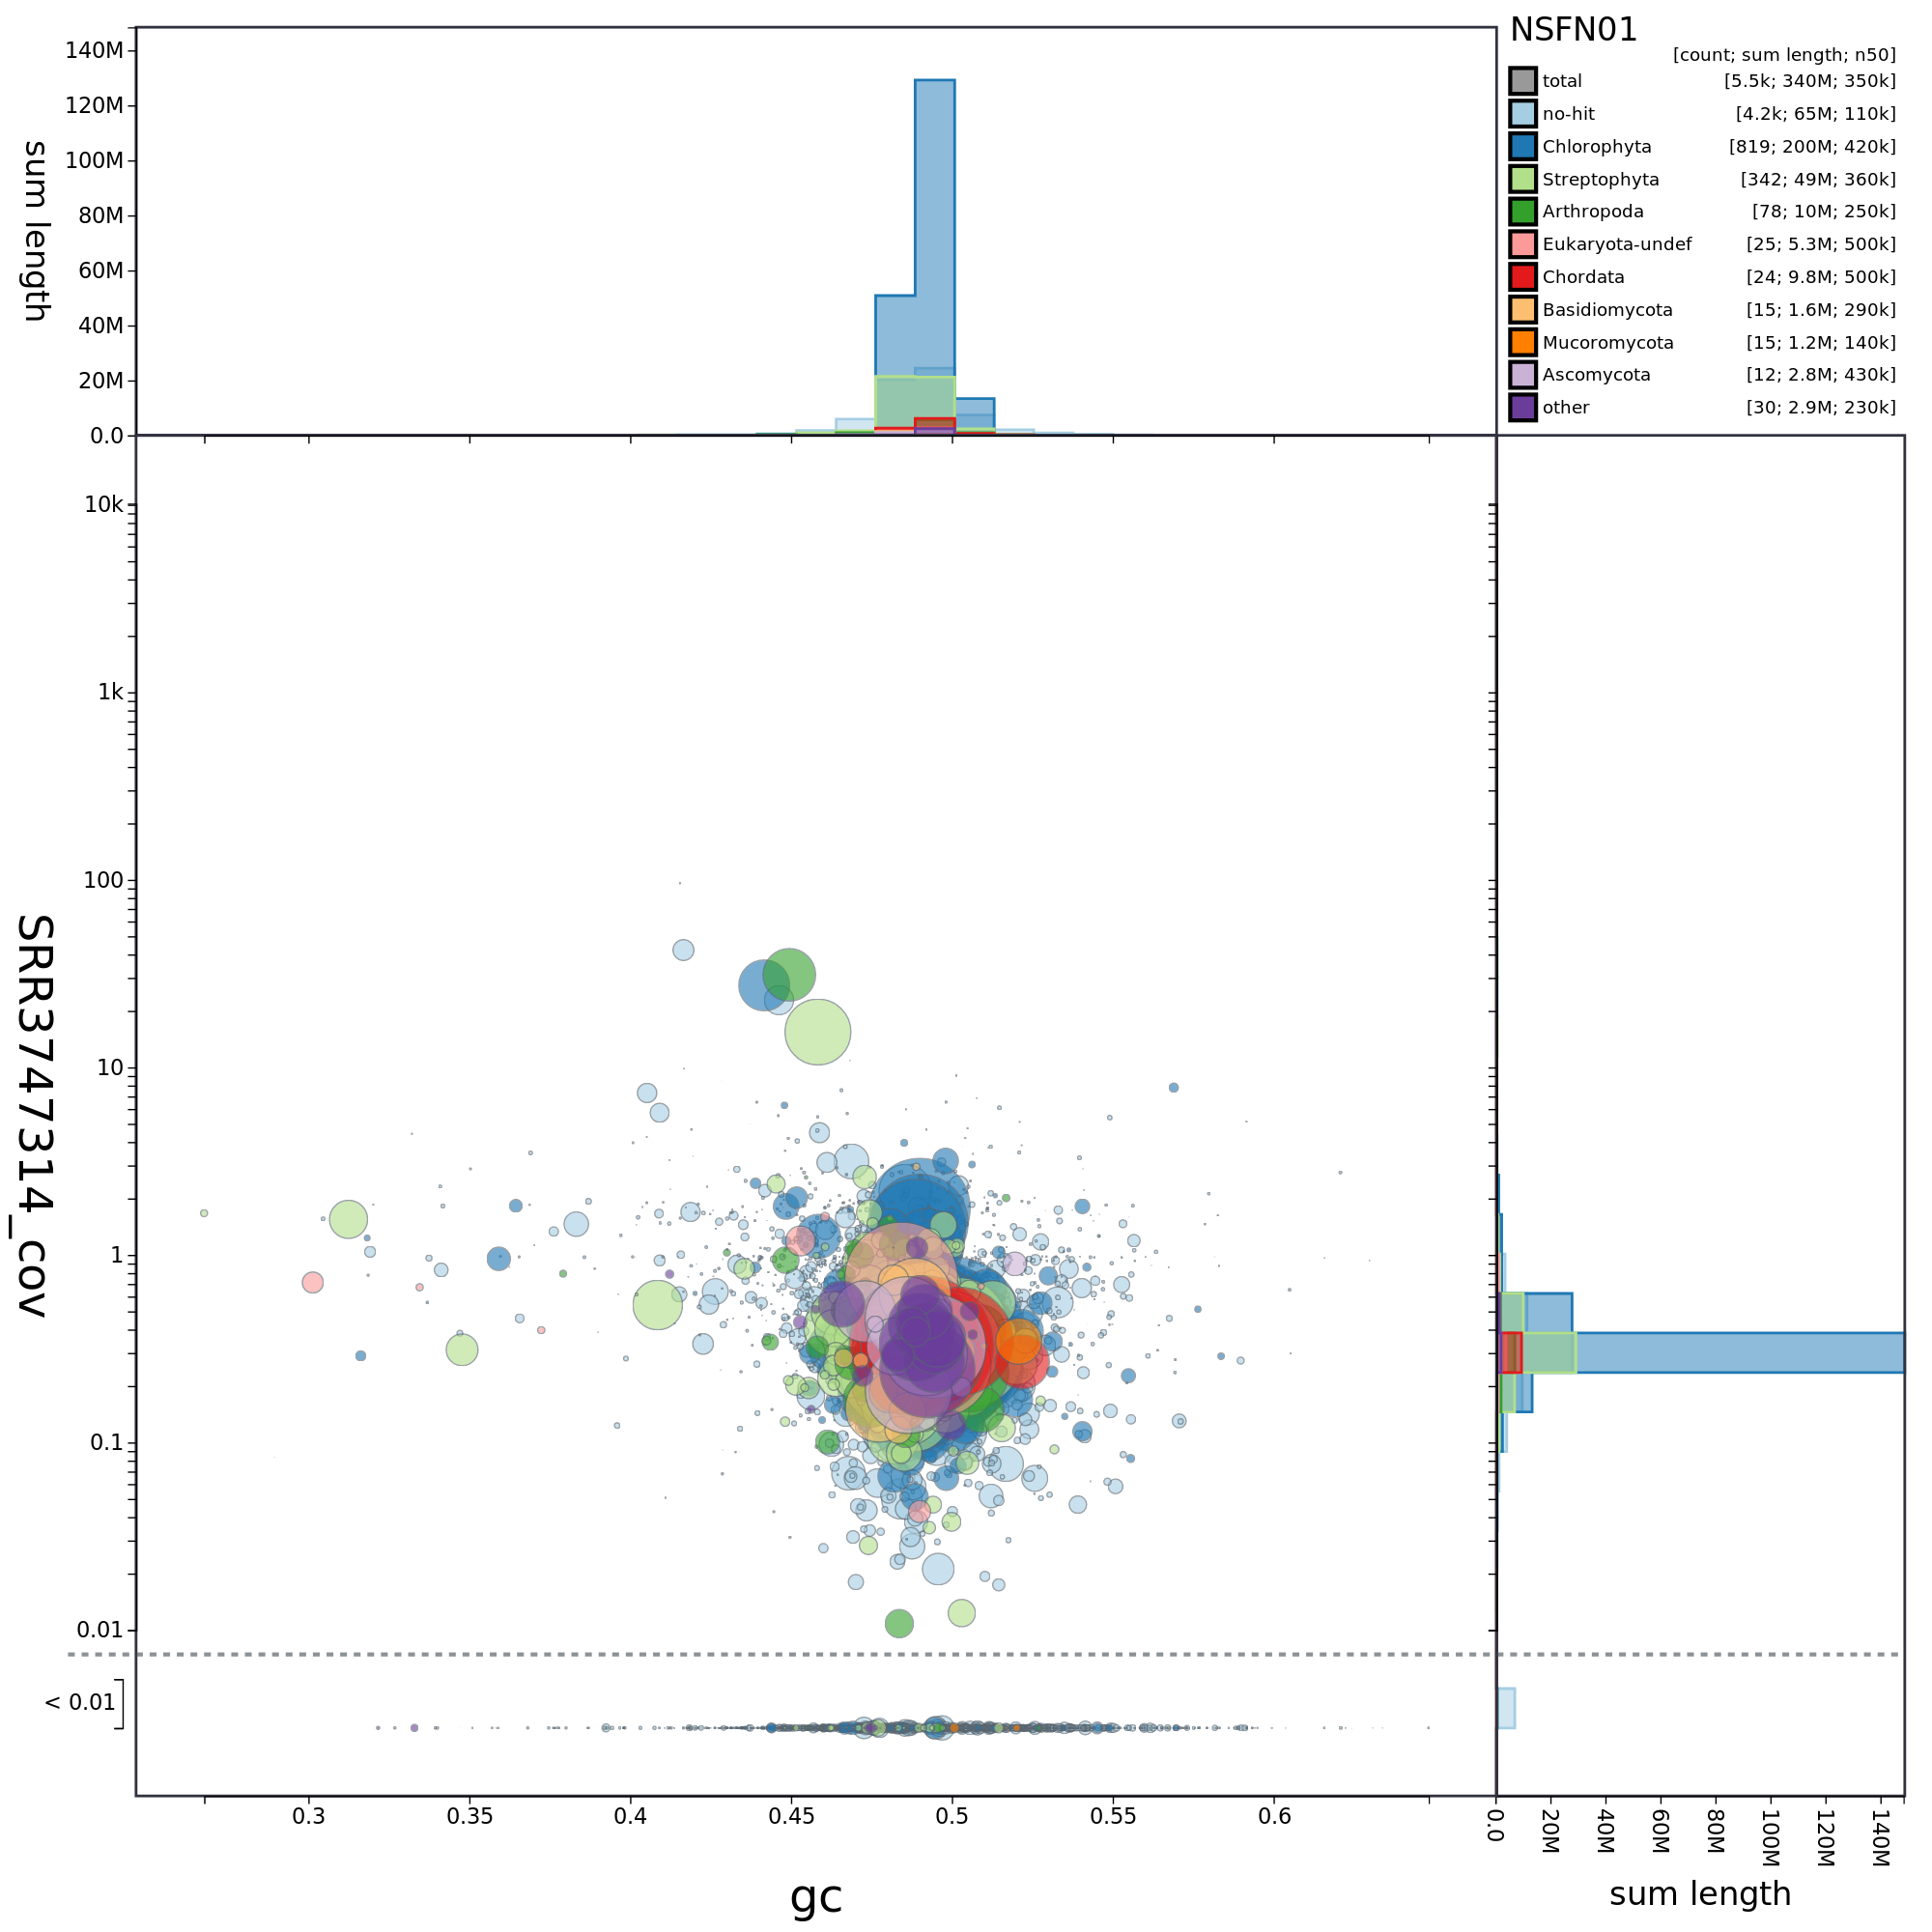 NSFN01
[count; sum length; n50]
total [5.5k; 340M; 350k]
no-hit [4.2k; 65M; 110k]
Chlorophyta [819; 200M; 420k]
Streptophyta [342; 49M; 360k]
Arthropoda [78; 10M; 250k]
Eukaryota-undef [25; 5.3M; 500k]
Chordata [24; 9.8M; 500k]
Basidiomycota [15; 1.6M; 290k]
Mucoromycota [15; 1.2M; 140k]
Ascomycota [12; 2.8M; 430k]
other [30; 2.9M; 230k]
sum length
140M
120M
100M
80M
60M
40M
20M
0.0
SRR3747314_cov
10k
1k
100
10
1
0.1
0.01
< 0.01
0.3 0.35 0.4 0.45 0.5 0.55 0.6
gc
0.0 20M 40M 60M 80M 100M 120M 140M
sum length